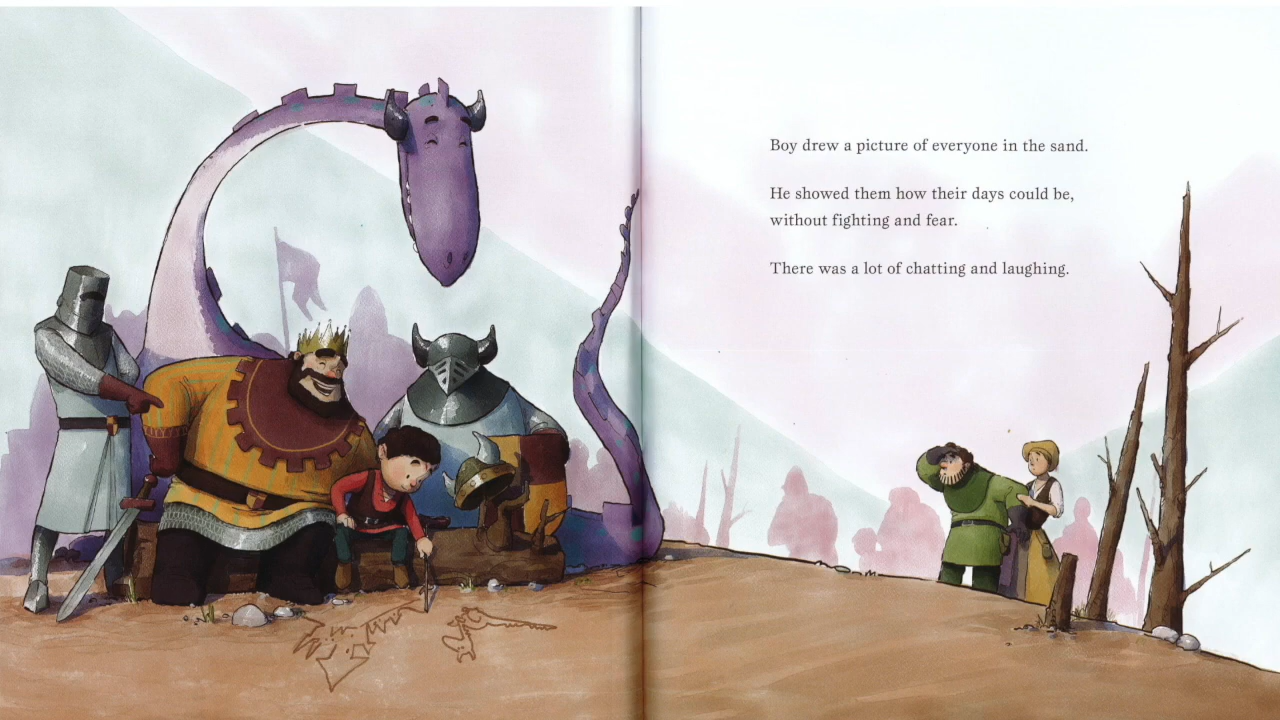 Boy drew a picture of everyone in the sand.
He showed them how their days could be,
without fighting and fear.
There was a lot of chatting and laughing.